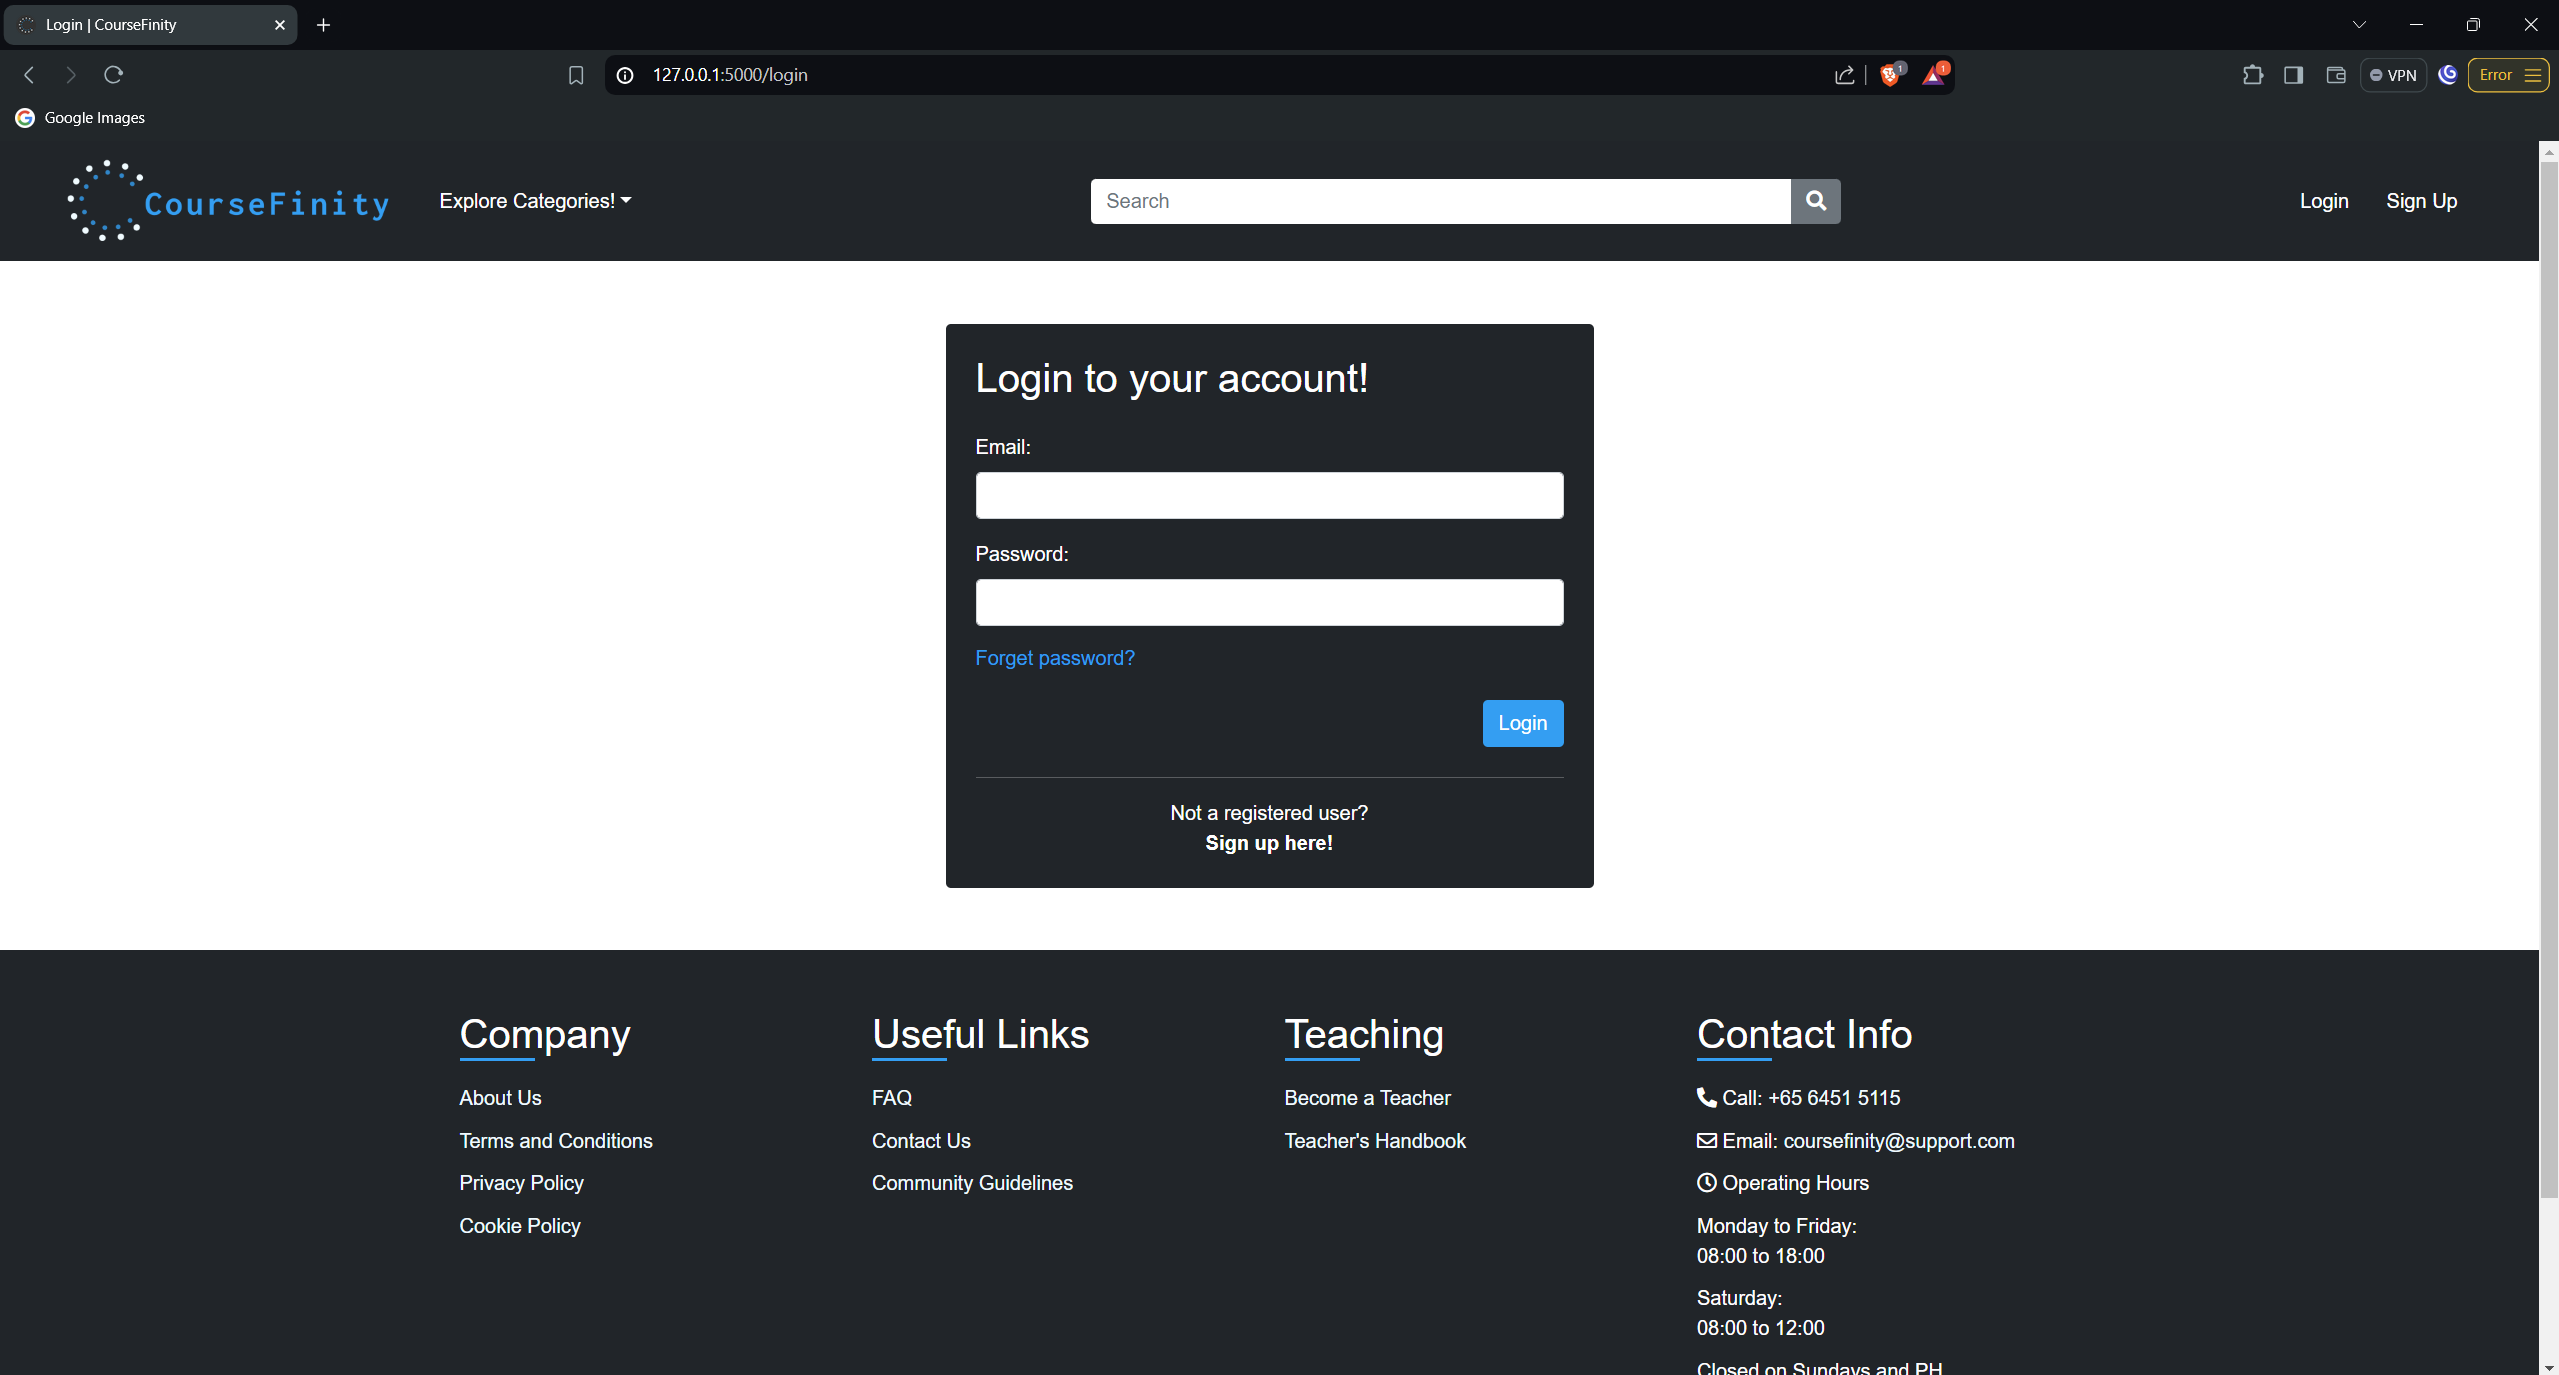 Login | CourseFinity
127.0.0.1:5000/login
1
1
VPN
Error
Google Images
CourseFinity
Explore Categories!
Search
Login
Sign Up
Login to your account!
Email:
Password:
Forget password?
Login
Not a registered user?
Sign up here!
Company
About Us
Terms and Conditions
Privacy Policy
Cookie Policy
Useful Links
FAQ
Contact Us
Community Guidelines
Teaching
Become a Teacher
Teacher's Handbook
Contact Info
Call: +65 6451 5115
Email: coursefinity@support.com
Operating Hours
Monday to Friday:
08:00 to 18:00
Saturday:
08:00 to 12:00
Closed on Sundays and PH